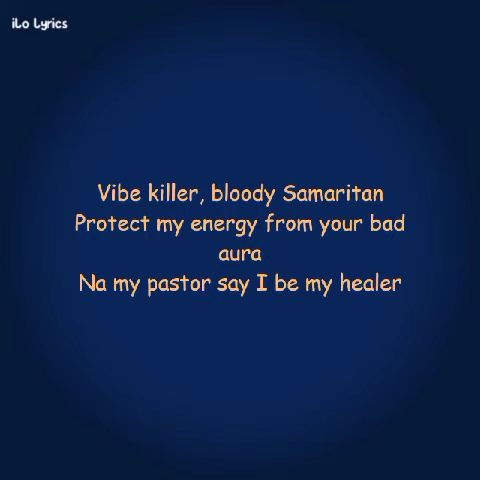 iLo Lyrics
Vibe killer, bloody Samaritan
Protect my energy from your bad
aura
Na my pastor say I be my healer